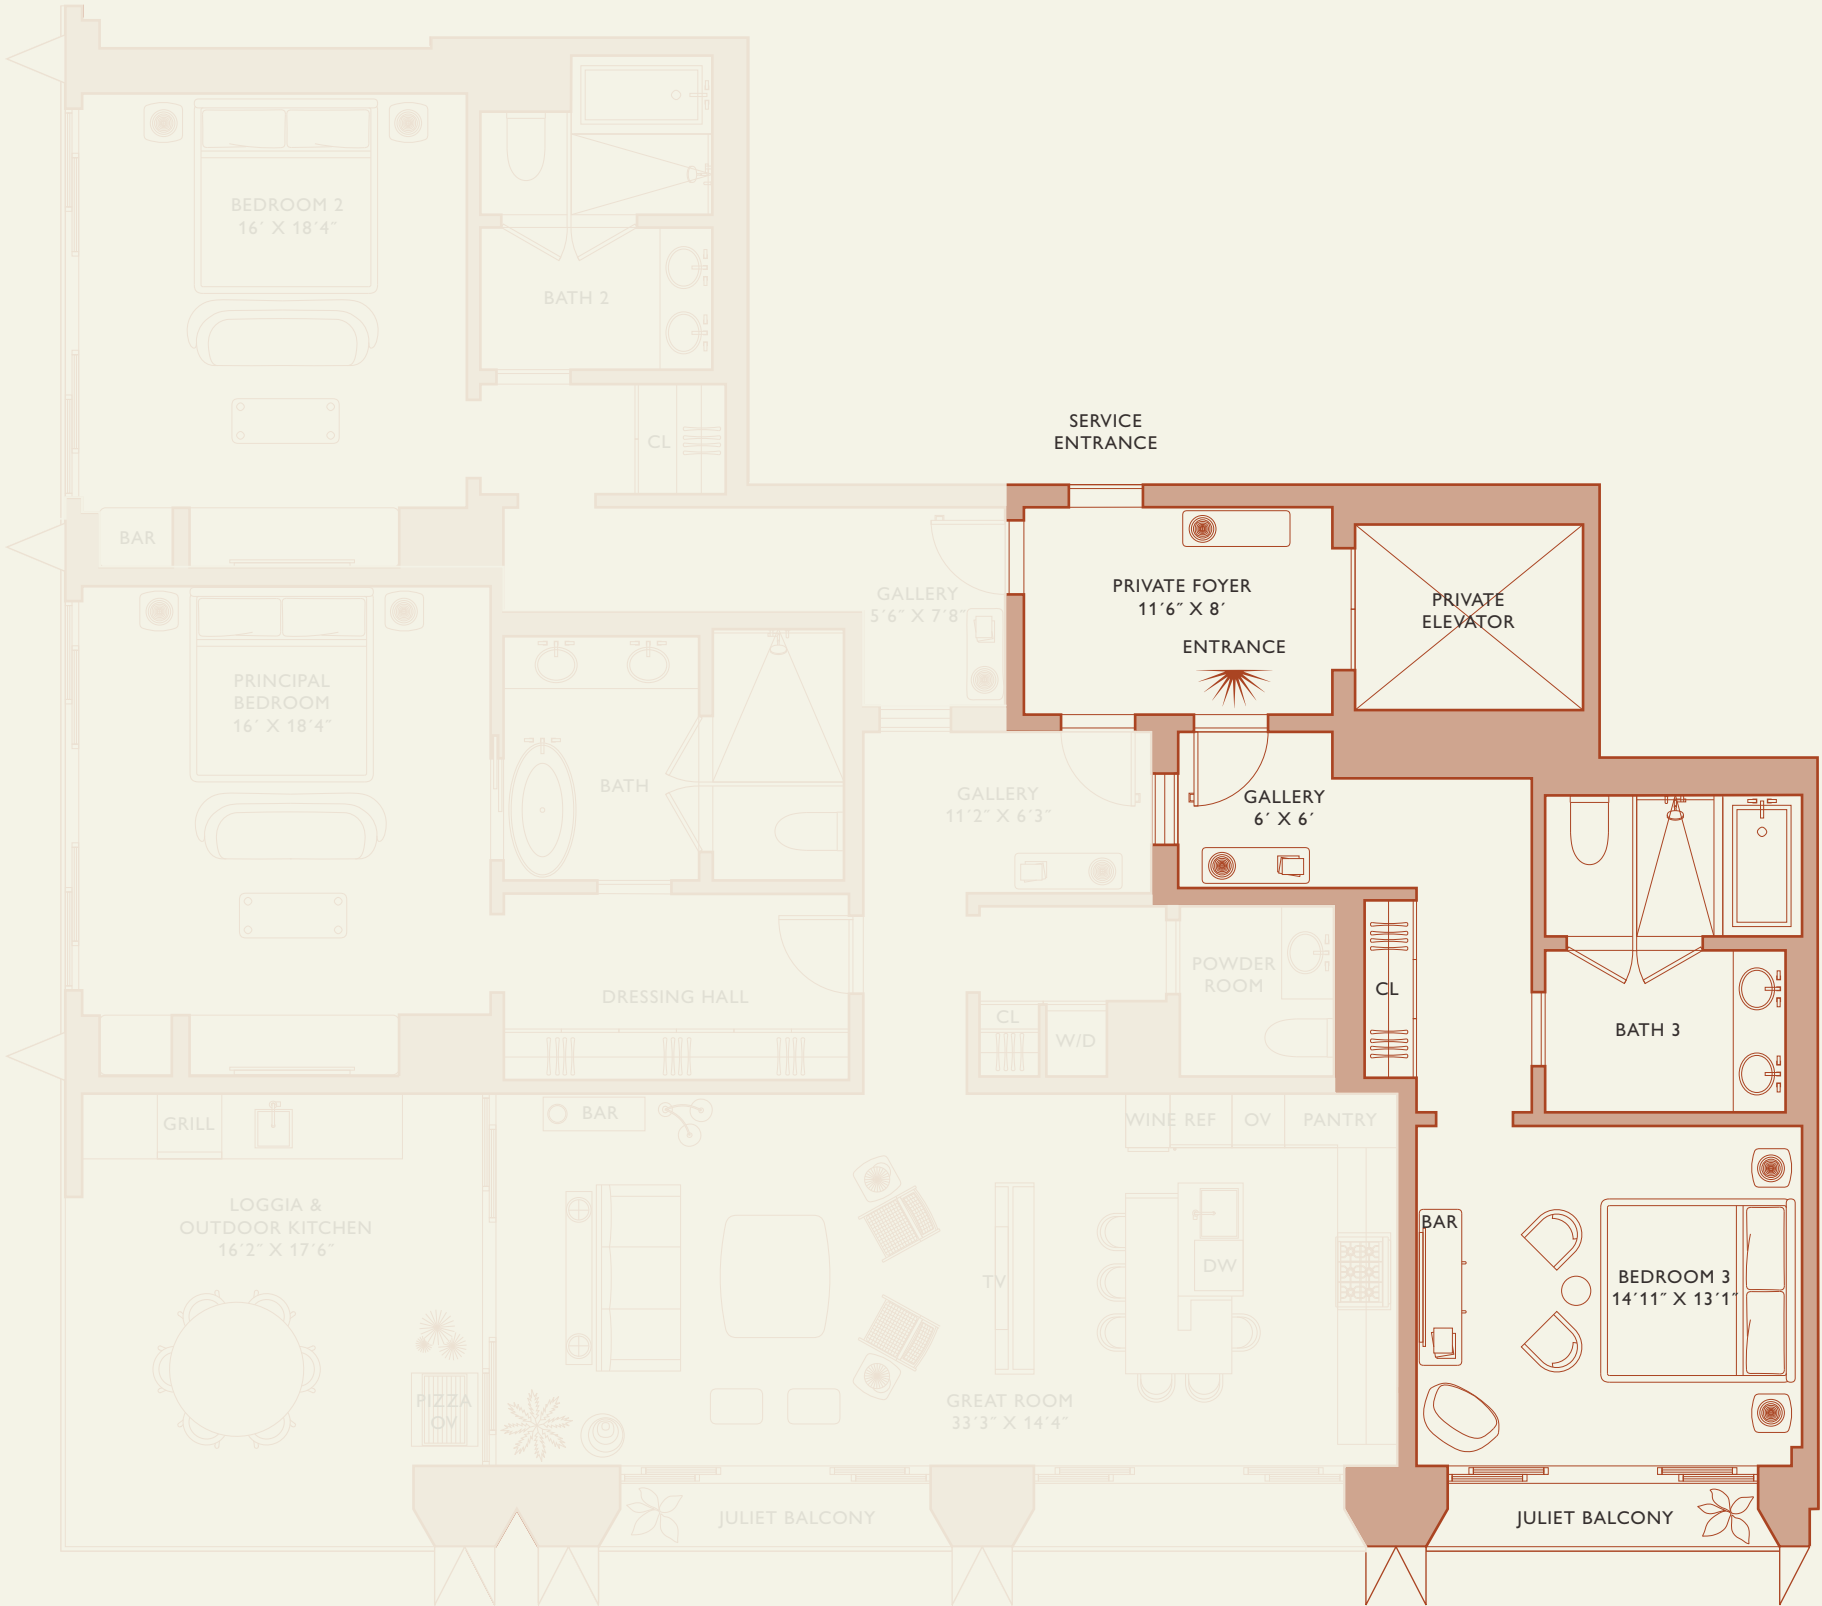 BEDROOM 2
16′ X 18′4″
BATH 2
CL
BAR
SERVICE
ENTRANCE
GALLERY
5′6″ X 7′8″
PRIVATE FOYER
11′6″ X 8′
ENTRANCE
PRIVATE
ELEVATOR
PRINCIPAL
BEDROOM
16′ X 18′4″
BATH
GALLERY
11′2″ X 6′3″
GALLERY
6′ X 6′
DRESSING HALL
POWDER
ROOM
CL
W/D
CL
BATH 3
GRILL
BAR
WINE REF
OV
PANTRY
LOGGIA &
OUTDOOR KITCHEN
16′2″ X 17′6″
TV
DW
BAR
BEDROOM 3
14′11″ X 13′1″
PIZZA
OV
GREAT ROOM
33′3″ X 14′4″
JULIET BALCONY
JULIET BALCONY